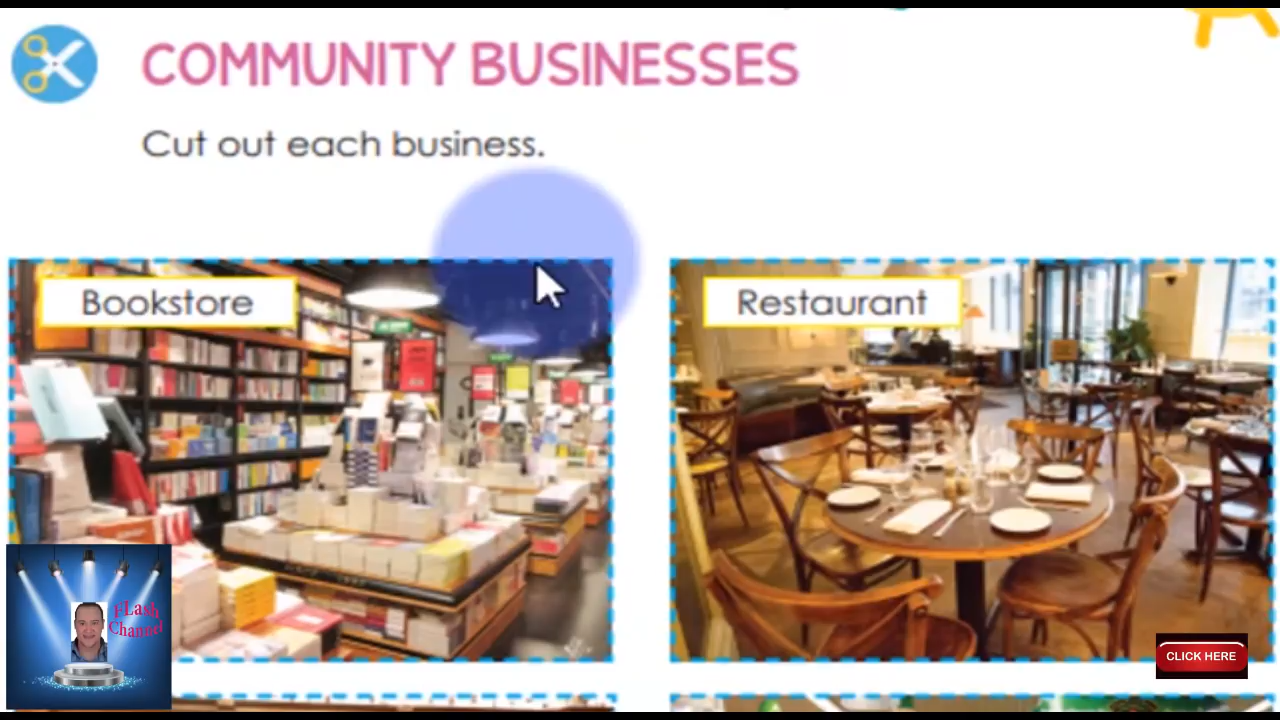 COMMUNITY BUSINESSES
Cut out each business.
Bookstore
Restaurant
FLash
Channel
CLICK HERE